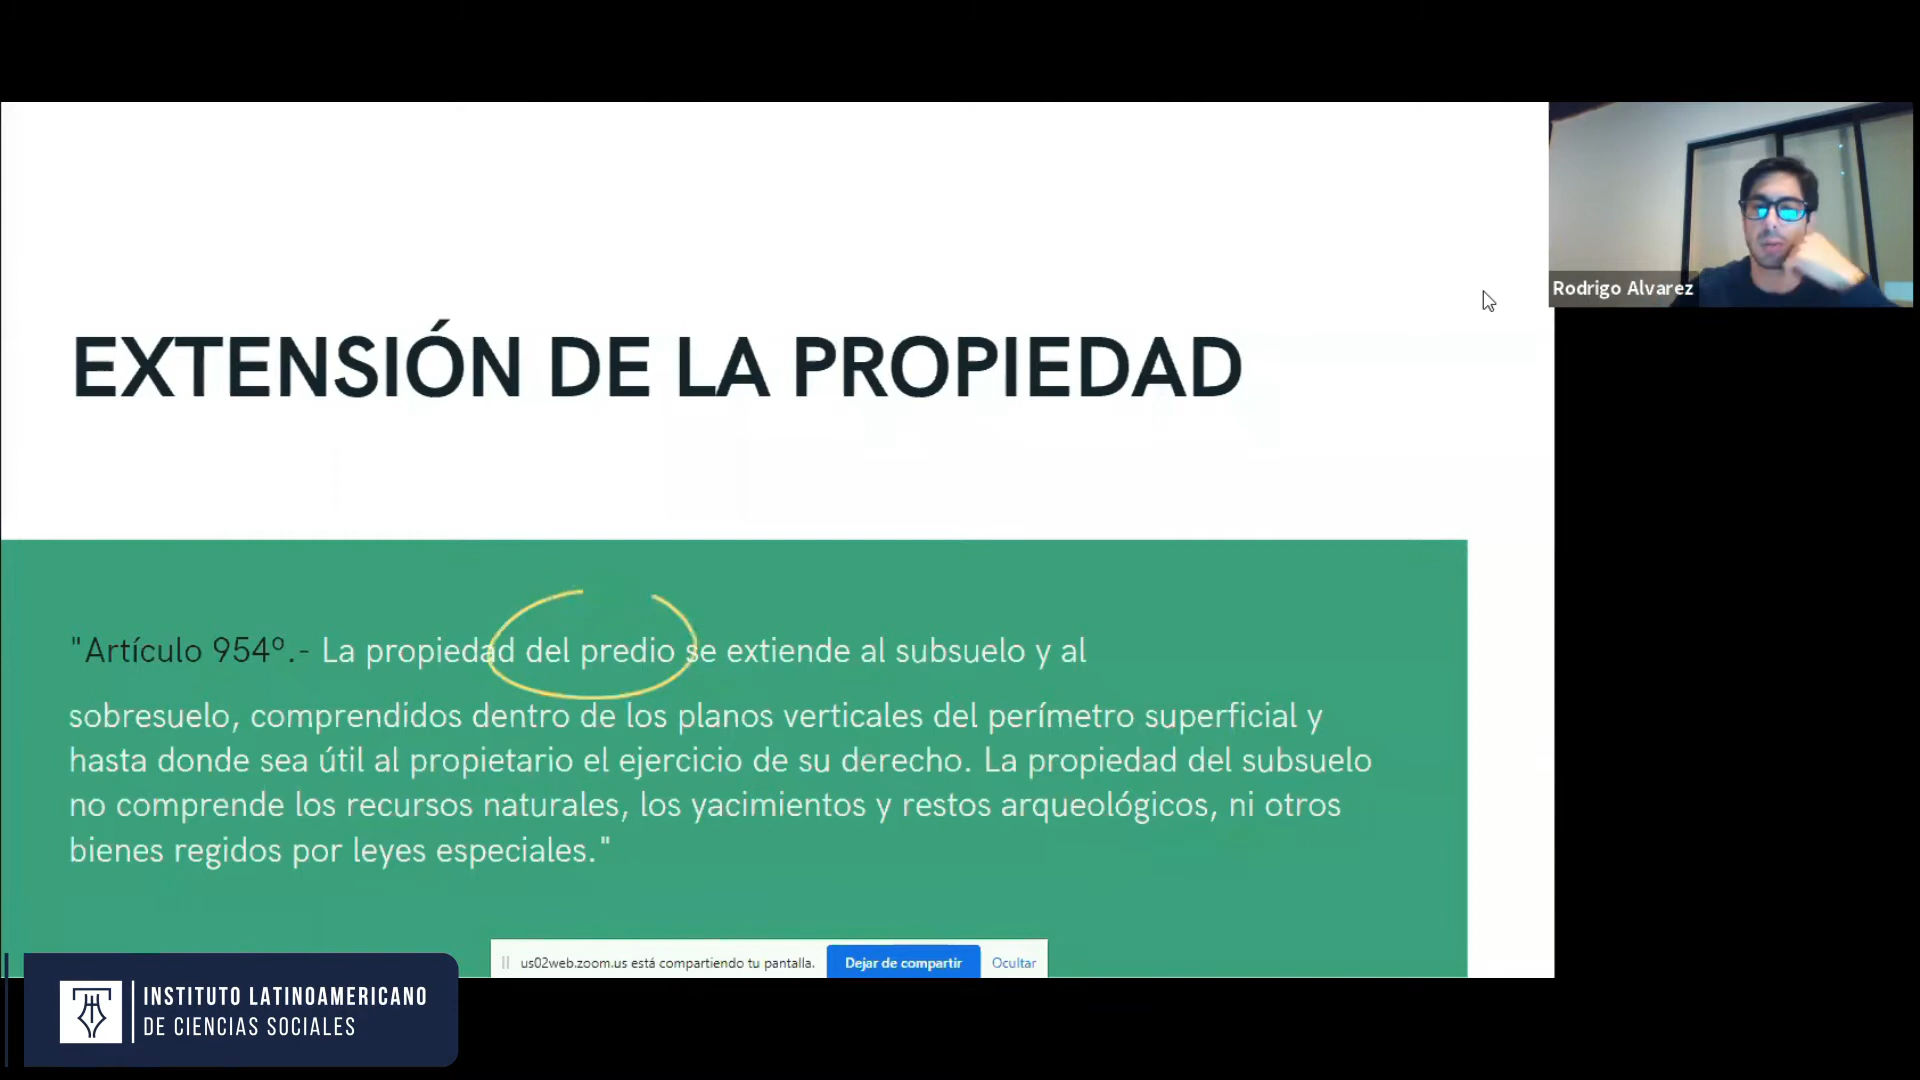 Rodrigo Alvarez
EXTENSIÓN DE LA PROPIEDAD
"Artículo 954º.- La propiedad del predio se extiende al subsuelo y al
sobresuelo, comprendidos dentro de los planos verticales del perímetro superficial y
hasta donde sea útil al propietario el ejercicio de su derecho. La propiedad del subsuelo
no comprende los recursos naturales, los yacimientos y restos arqueológicos, ni otros
bienes regidos por leyes especiales."
us02web.zoom.us está compartiendo tu pantalla. Dejar de compartir Ocultar
INSTITUTO LATINOAMERICANO
DE CIENCIAS SOCIALES